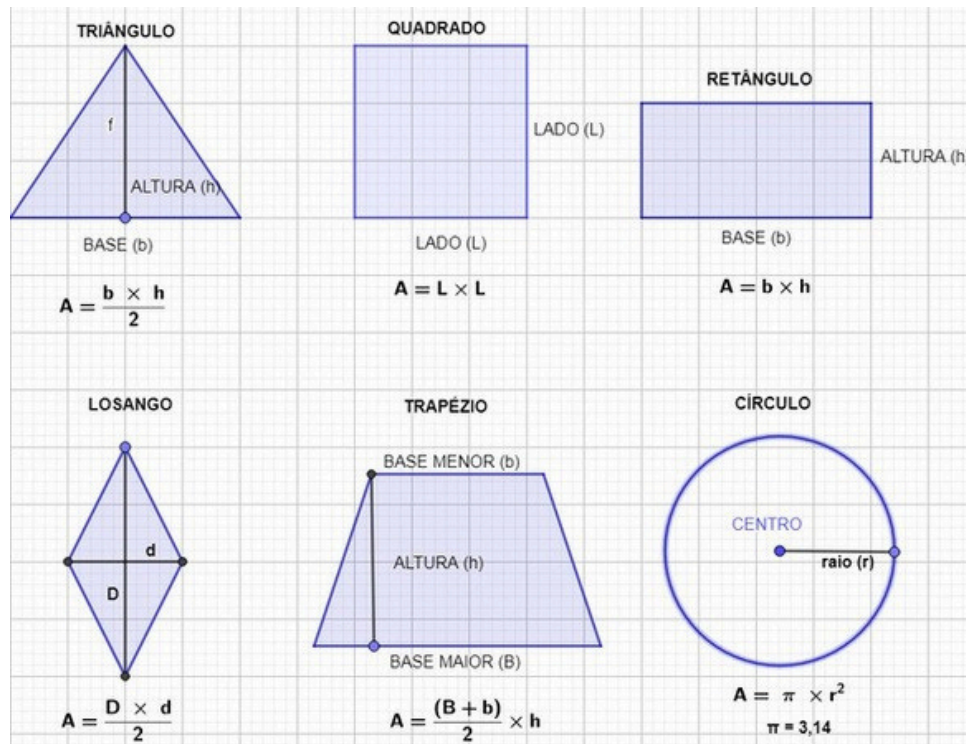 TRIÂNGULO
f
ALTURA (h)
BASE (b)
A = b × h / 2
QUADRADO
LADO (L)
LADO (L)
A = L × L
RETÂNGULO
ALTURA (h
BASE (b)
A = b × h
LOSANGO
d
D
A = D × d / 2
TRAPÉZIO
BASE MENOR (b)
ALTURA (h)
BASE MAIOR (B)
A = (B + b) / 2 × h
CÍRCULO
CENTRO
raio (r)
A = π × r²
π = 3,14